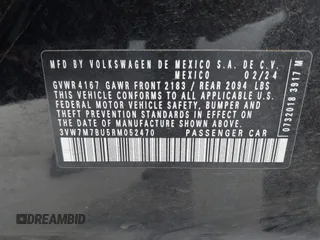 MFD BY VOLKSWAGEN DE MEXICO S.A. DE C.V.
MEXICO 02/24
GVWR 4167 GAWR FRONT 2183 / REAR 2094 LBS
THIS VEHICLE CONFORMS TO ALL APPLICABLE
FEDERAL MOTOR VEHICLE SAFETY, BUMPER, AND
THEFT PREVENTION STANDARDS IN EFFECT ON
THE DATE OF MANUFACTURE SHOWN ABOVE.
3VW7M7BU5RM052470 PASSENGER CAR
0732018 3917 M
DREAMBID